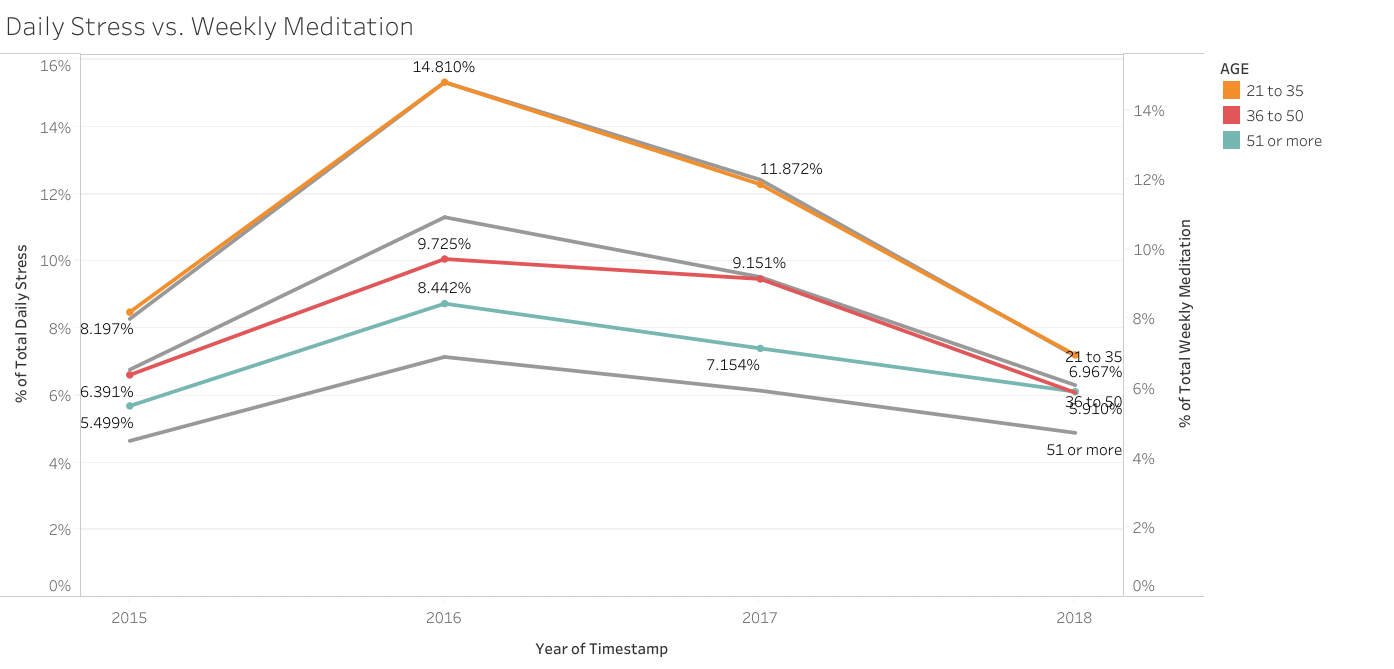 Daily Stress vs. Weekly Meditation
AGE
21 to 35
36 to 50
51 or more
% of Total Daily Stress
16%
14%
12%
10%
8%
6%
4%
2%
0%
14.810%
11.872%
9.725%
9.151%
8.442%
8.197%
7.154%
6.391%
5.499%
21 to 35
6.967%
36 to 50
5.910%
51 or more
14%
12%
10%
8%
6%
4%
2%
0%
% of Total Weekly Meditation
2015
2016
2017
2018
Year of Timestamp